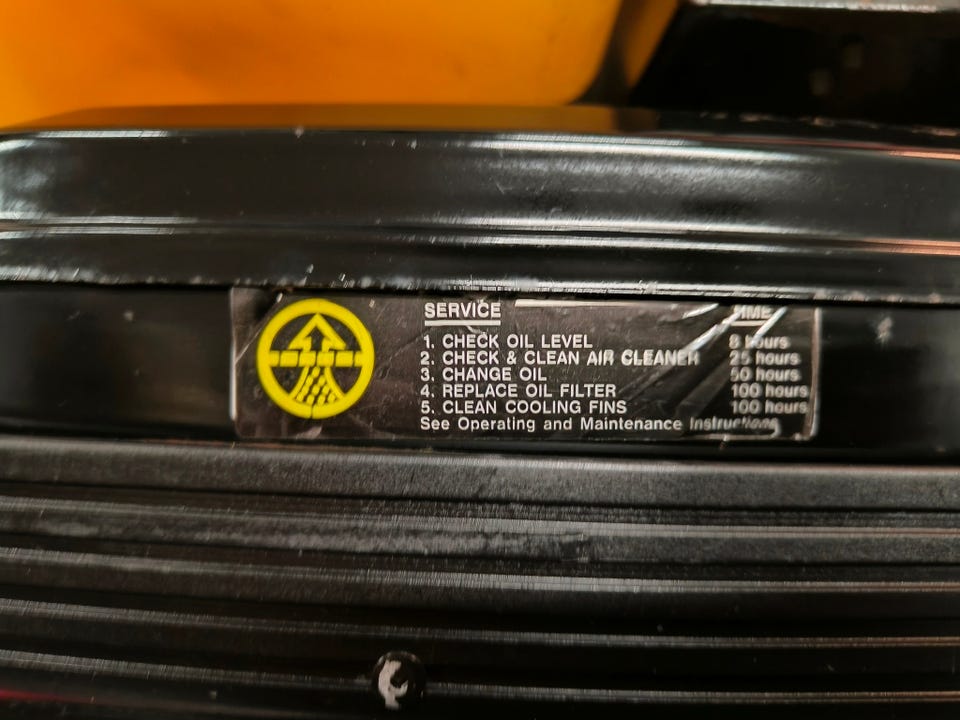 SERVICE TIME
1. CHECK OIL LEVEL 8 hours
2. CHECK & CLEAN AIR CLEANER 25 hours
3. CHANGE OIL 50 hours
4. REPLACE OIL FILTER 100 hours
5. CLEAN COOLING FINS 100 hours
See Operating and Maintenance Instructions